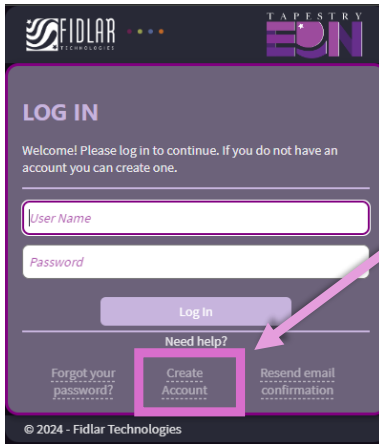 FIDLAR
TECHNOLOGIES
TAPESTRY
EON
LOG IN
Welcome! Please log in to continue. If you do not have an
account you can create one.
User Name
Password
Log In
Need help?
Forgot your
password?
Create
Account
Resend email
confirmation
© 2024 - Fidlar Technologies